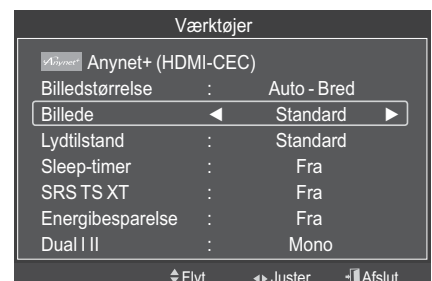 Værktøjer
Anynet+ Anynet+ (HDMI-CEC)
Billedstørrelse : Auto - Bred
Billede ◄ Standard ►
Lydtilstand : Standard
Sleep-timer : Fra
SRS TS XT : Fra
Energibesparelse : Fra
Dual I II : Mono
Flyt Juster Afslut